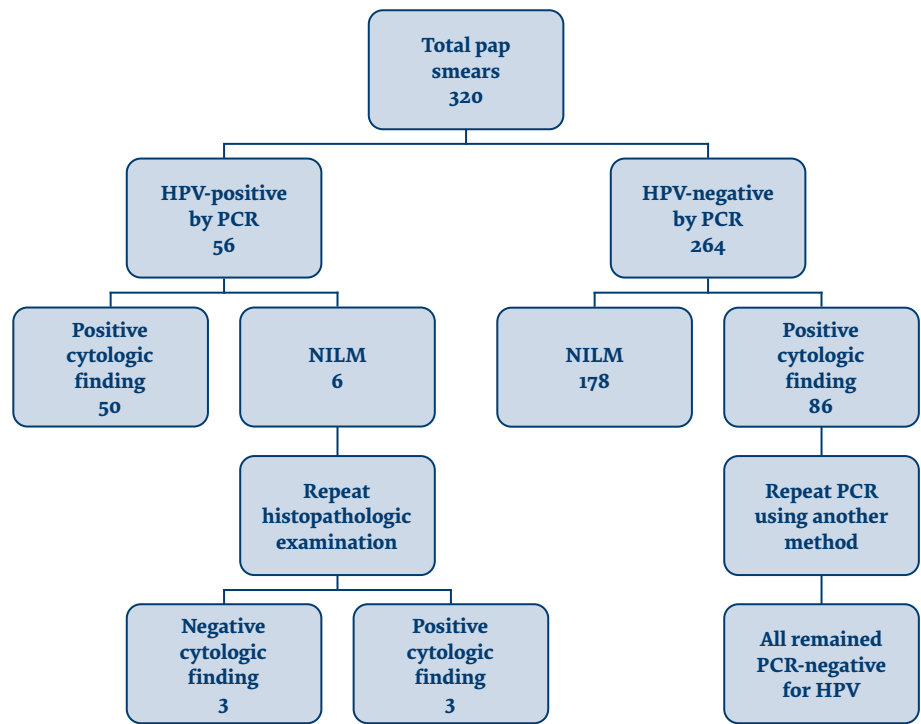 Total pap
smears
320
HPV-positive
by PCR
56
HPV-negative
by PCR
264
Positive
cytologic
finding
50
NILM
6
NILM
178
Positive
cytologic
finding
86
Repeat
histopathologic
examination
Repeat PCR
using another
method
Negative
cytologic
finding
3
Positive
cytologic
finding
3
All remained
PCR-negative
for HPV